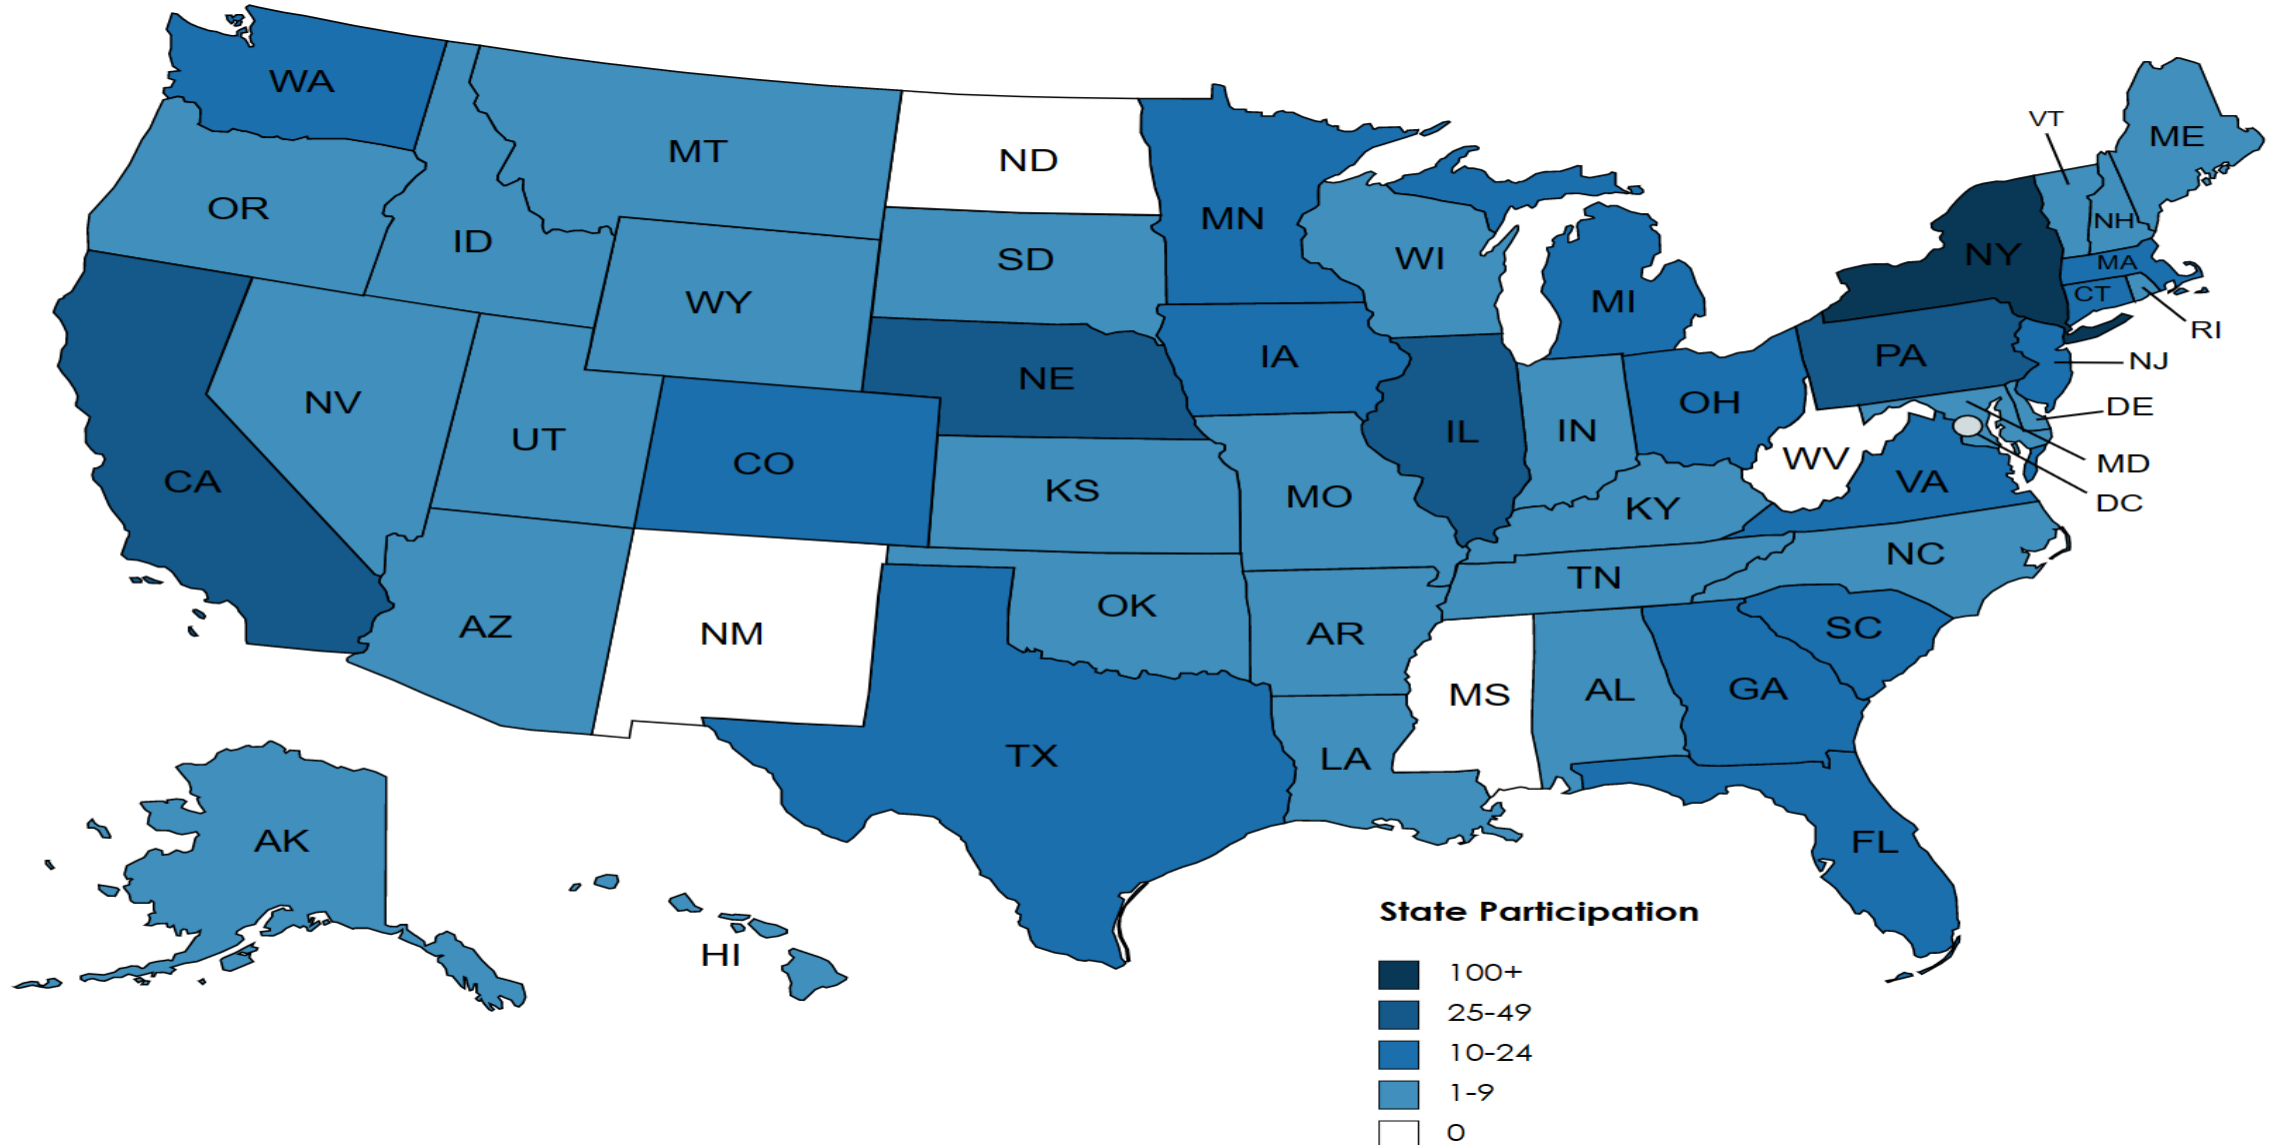 WA
MT
ND
MN
VT
ME
OR
ID
SD
WI
NH
NY
MA
WY
MI
CT
RI
NE
IA
PA
NJ
NV
UT
CO
IL
IN
OH
DE
CA
KS
MO
WV
MD
VA
DC
KY
NC
TN
AZ
NM
OK
AR
SC
MS
AL
GA
TX
LA
AK
FL
HI
State Participation
100+
25-49
10-24
1-9
0